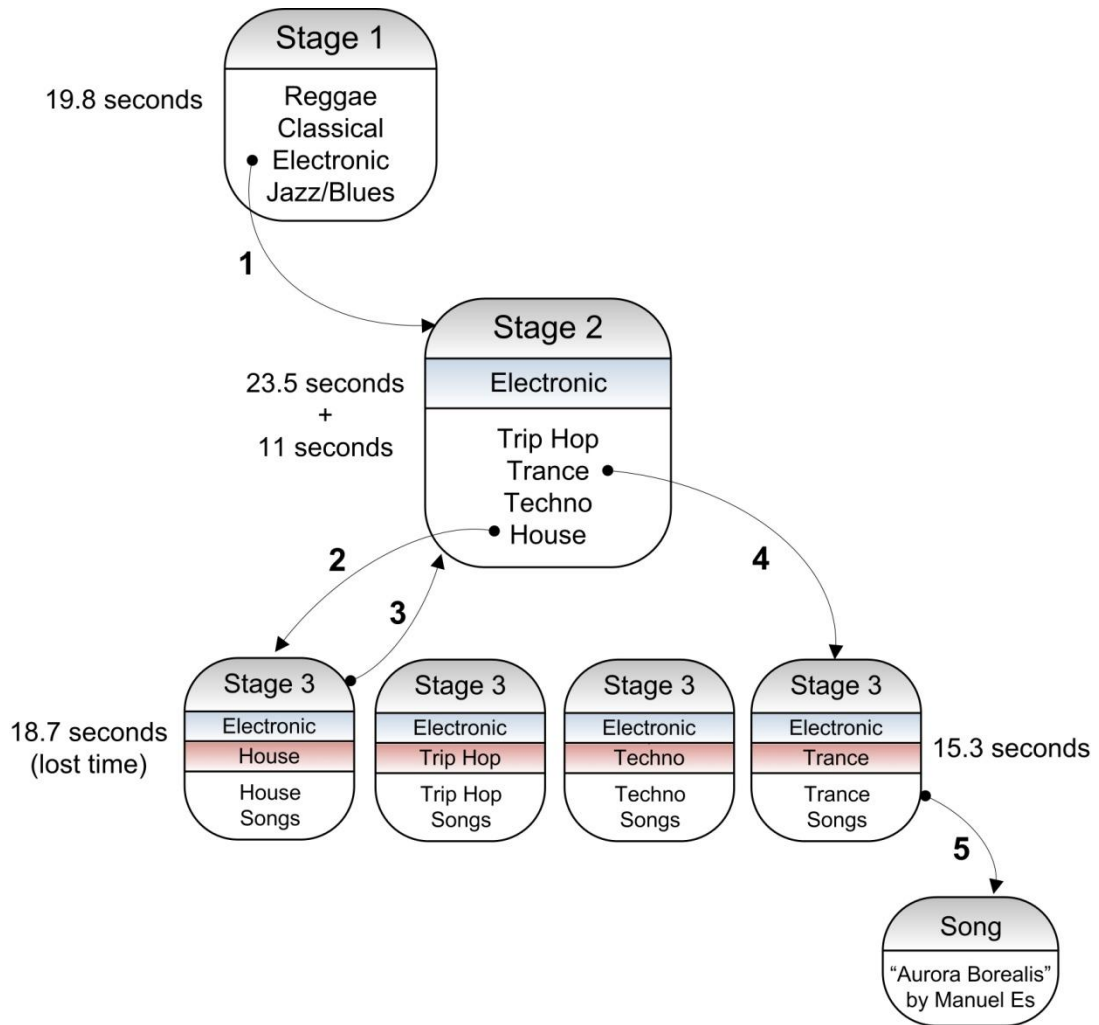 Stage 1
19.8 seconds
Reggae
Classical
Electronic
Jazz/Blues
1
Stage 2
23.5 seconds
+
11 seconds
Electronic
Trip Hop
Trance
Techno
House
2
3
4
Stage 3
Electronic
House
House
Songs
18.7 seconds
(lost time)
Stage 3
Electronic
Trip Hop
Trip Hop
Songs
Stage 3
Electronic
Techno
Techno
Songs
Stage 3
Electronic
Trance
Trance
Songs
15.3 seconds
5
Song
“Aurora Borealis”
by Manuel Es